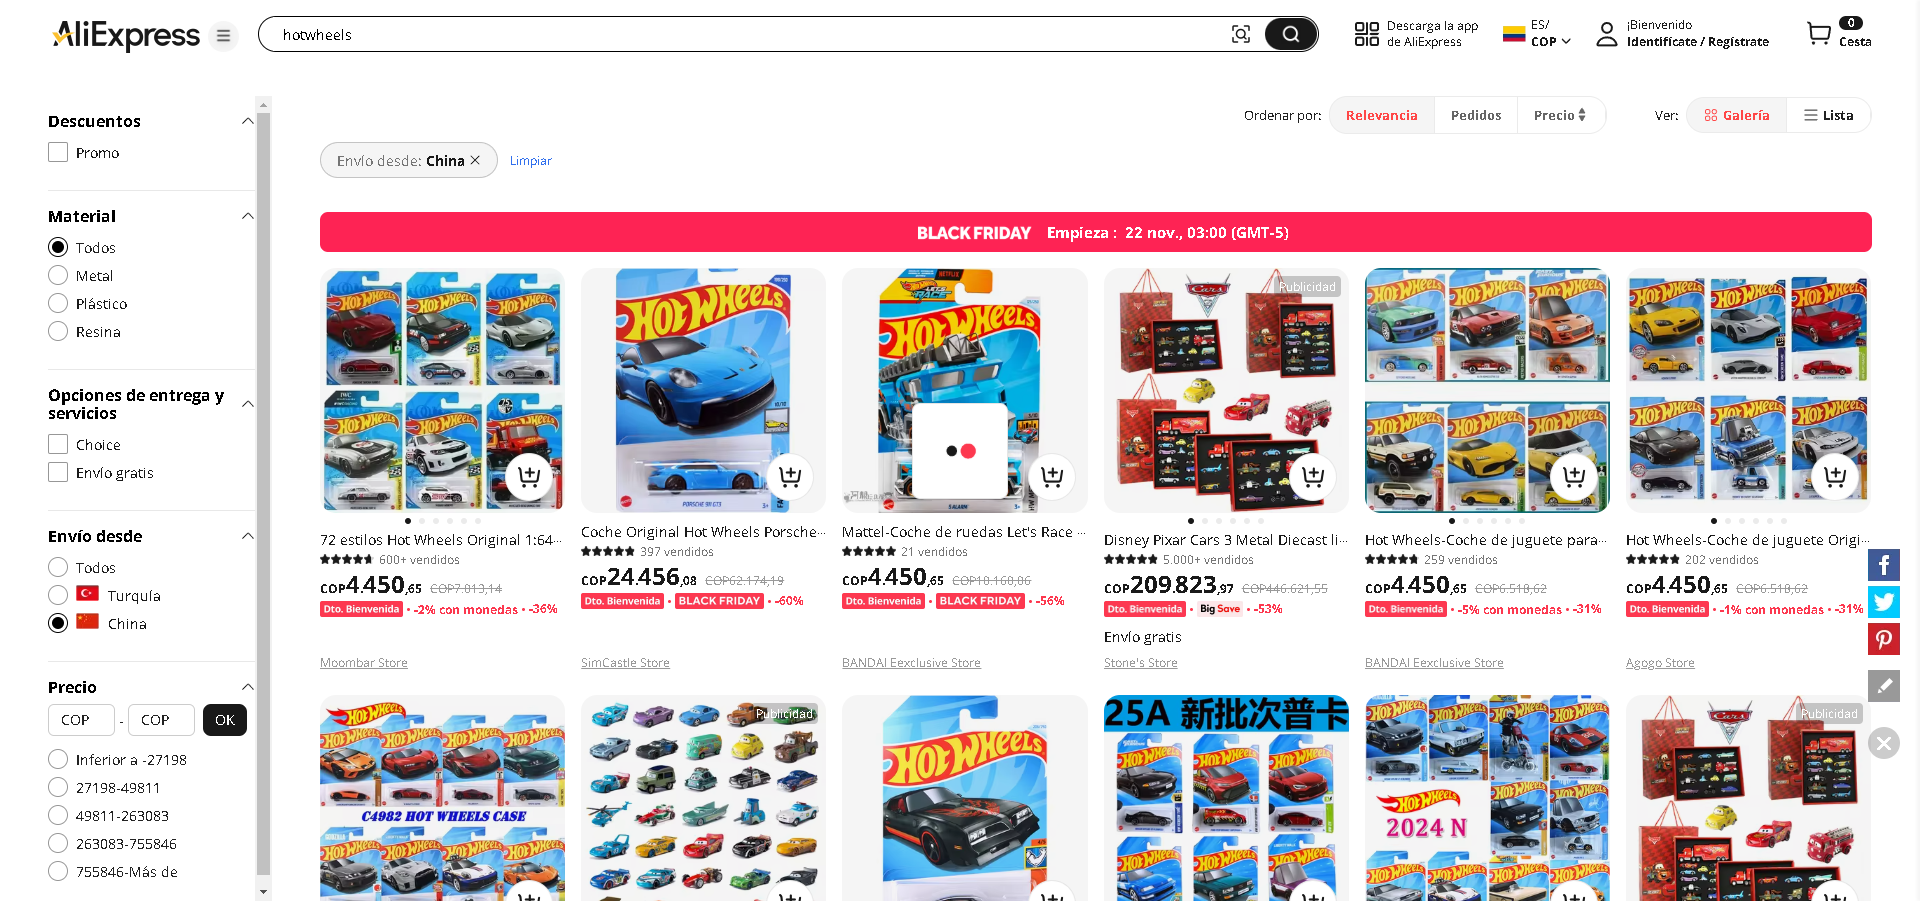 AliExpress
hotwheels
Descarga la app
de AliExpress
ES/
COP
¡Bienvenido
Identifícate / Regístrate
0
Cesta
Descuentos
Promo
Material
Todos
Metal
Plástico
Resina
Opciones de entrega y
servicios
Choice
Envío gratis
Envío desde
Todos
Turquía
China
Precio
COP - COP OK
Inferior a -27198
27198-49811
49811-263083
263083-755846
755846-Más de
Ordenar por: Relevancia Pedidos Precio
Ver: Galería Lista
Envío desde: China
Limpiar
BLACK FRIDAY Empieza : 22 nov., 03:00 (GMT-5)
72 estilos Hot Wheels Original 1:64...
600+ vendidos
COP4.450,65 COP7.013,14
Dto. Bienvenida · -2% con monedas · -36%
Moombar Store
Coche Original Hot Wheels Porsche...
397 vendidos
COP24.456,08 COP62.174,19
Dto. Bienvenida · BLACK FRIDAY · -60%
SimCastle Store
Mattel-Coche de ruedas Let's Race ...
21 vendidos
COP4.450,65 COP10.160,06
Dto. Bienvenida · BLACK FRIDAY · -56%
BANDAI Eexclusive Store
Publicidad
Disney Pixar Cars 3 Metal Diecast li...
5.000+ vendidos
COP209.823,97 COP446.621,55
Dto. Bienvenida · Big Save · -53%
Envío gratis
Stone's Store
Hot Wheels-Coche de juguete para...
259 vendidos
COP4.450,65 COP6.518,62
Dto. Bienvenida · -5% con monedas · -31%
BANDAI Eexclusive Store
Hot Wheels-Coche de juguete Origi...
202 vendidos
COP4.450,65 COP6.518,62
Dto. Bienvenida · -1% con monedas · -31%
Agogo Store
HOT WHEELS
C4982 HOT WHEELS CASE
Publicidad
HOT WHEELS
25A 新批次普卡
HOT WHEELS
2024 N
Cars
Publicidad